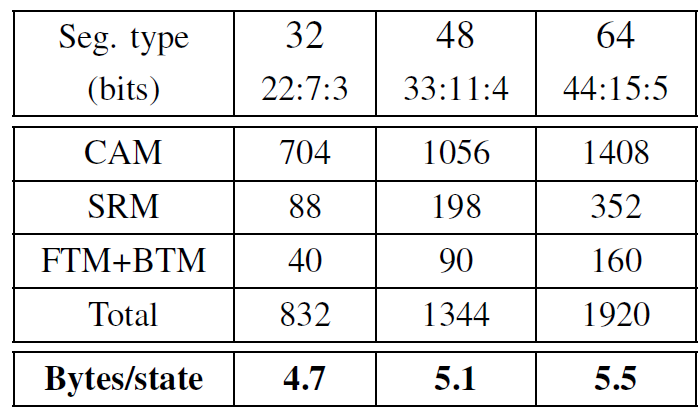 Seg. type 32 48 64
(bits) 22:7:3 33:11:4 44:15:5
CAM 704 1056 1408
SRM 88 198 352
FTM+BTM 40 90 160
Total 832 1344 1920
Bytes/state 4.7 5.1 5.5